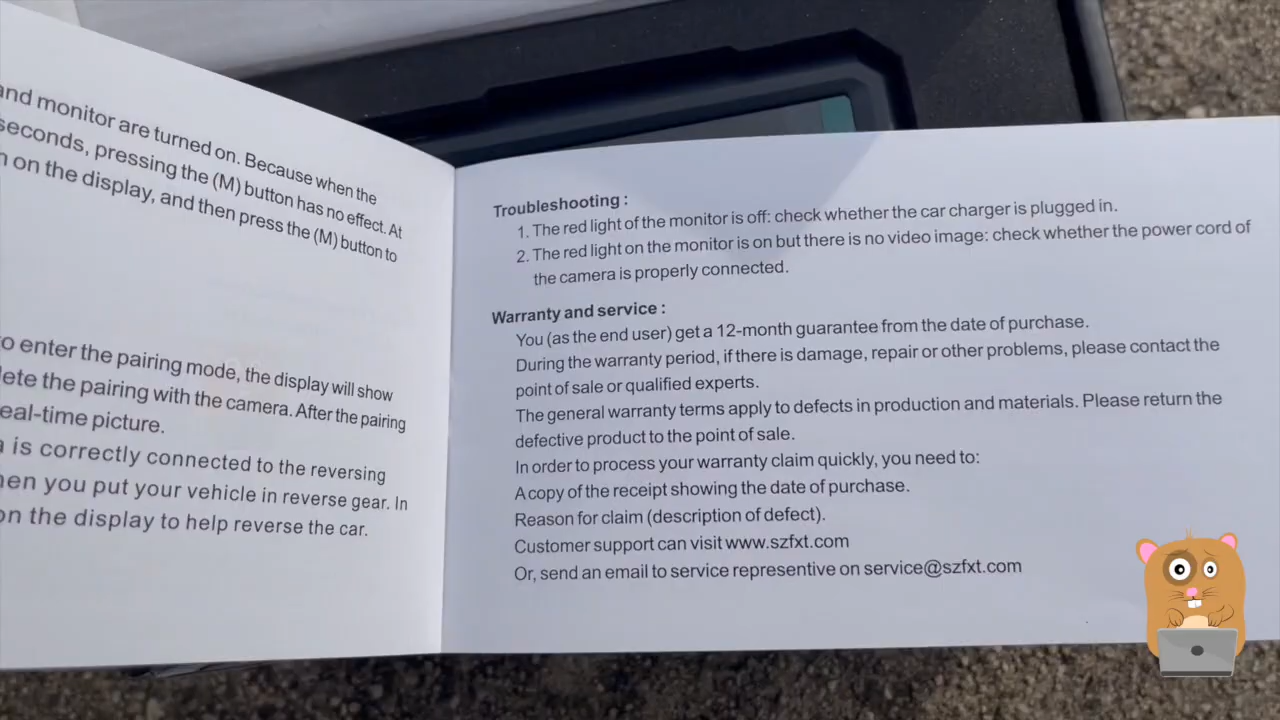 and monitor are turned on. Because when the
seconds, pressing the (M) button has no effect. At
on the display, and then press the (M) button to
to enter the pairing mode, the display will show
the pairing with the camera. After the pairing
picture.
is correctly connected to the reversing
you put your vehicle in reverse gear. In
on the display to help reverse the car.
Troubleshooting :
1. The red light of the monitor is off: check whether the car charger is plugged in.
2. The red light on the monitor is on but there is no video image: check whether the power cord of
the camera is properly connected.
Warranty and service :
You (as the end user) get a 12-month guarantee from the date of purchase.
During the warranty period, if there is damage, repair or other problems, please contact the
point of sale or qualified experts.
The general warranty terms apply to defects in production and materials. Please return the
defective product to the point of sale.
In order to process your warranty claim quickly, you need to:
A copy of the receipt showing the date of purchase.
Reason for claim (description of defect).
Customer support can visit www.szfxt.com
Or, send an email to service representive on service@szfxt.com